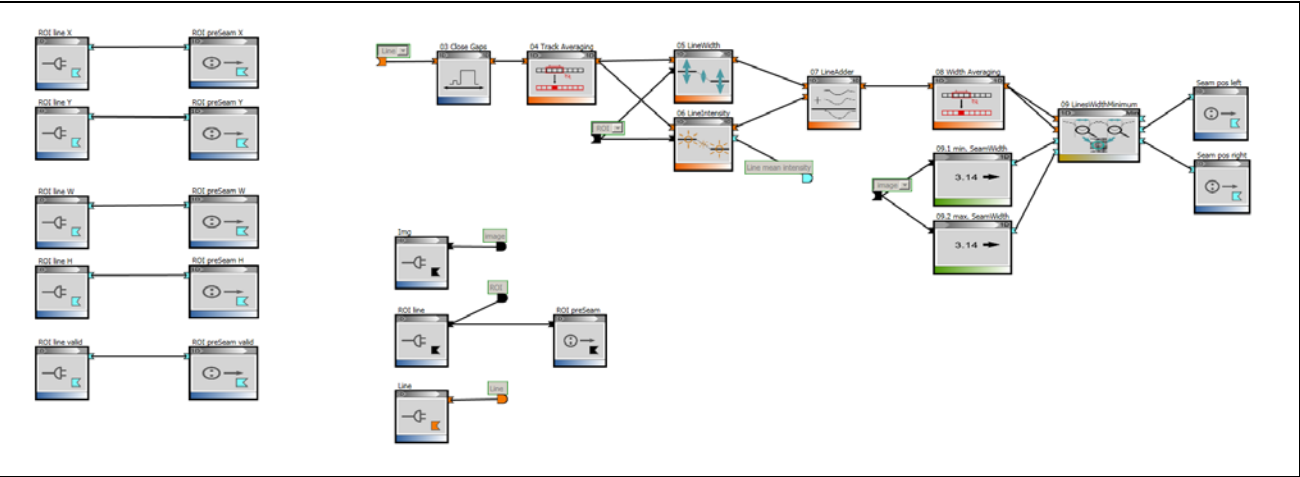 ROI line X
ROI preSeam X
ROI line Y
ROI preSeam Y
ROI line W
ROI preSeam W
ROI line H
ROI preSeam H
ROI line valid
ROI preSeam valid
Line
03 Close Gaps
04 Track Averaging
05 LineWidth
ROI
06 LineIntensity
Line mean intensity
07 LineAdder
08 Width Averaging
09 LinesWidthMinimum
Seam pos left
Seam pos right
09.1 min. SeamWidth
3.14
image
09.2 max. SeamWidth
3.14
Img
image
ROI
ROI line
ROI preSeam
Line
Line